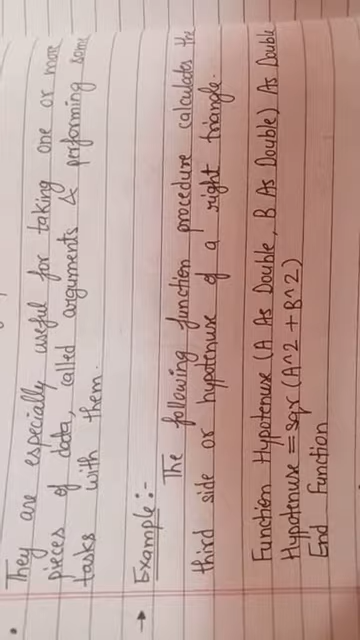 They are especially useful for taking one or more
pieces of data, called arguments & performing some
tasks with them.
→ Example:-
The following function procedure calculates the
third side or hypotenuse of a right triangle.
Function Hypotenuse (A As Double, B As Double) As Double
Hypotenuse = sqr (A^2 + B^2)
End Function